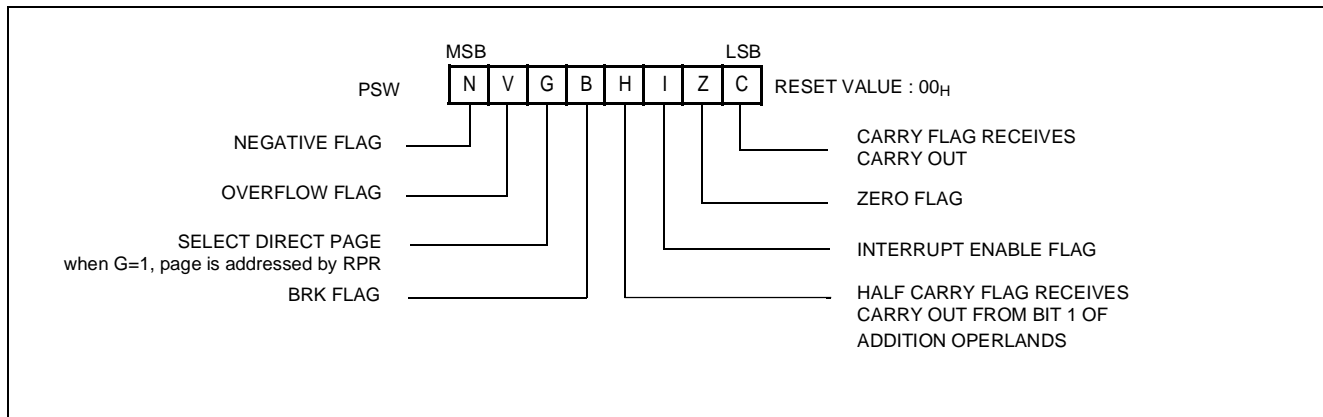 MSB LSB
PSW N V G B H I Z C RESET VALUE : 00H
NEGATIVE FLAG
OVERFLOW FLAG
SELECT DIRECT PAGE
when G=1, page is addressed by RPR
BRK FLAG
CARRY FLAG RECEIVES
CARRY OUT
ZERO FLAG
INTERRUPT ENABLE FLAG
HALF CARRY FLAG RECEIVES
CARRY OUT FROM BIT 1 OF
ADDITION OPERLANDS